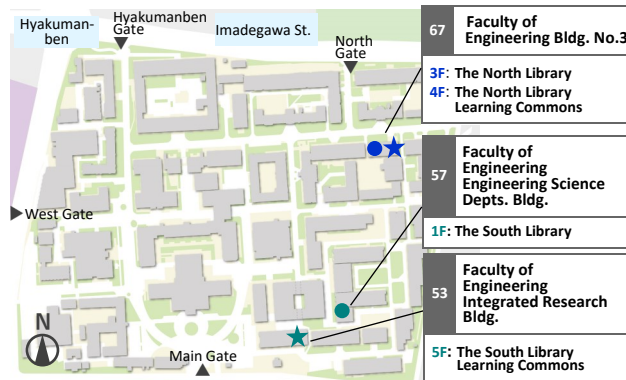 Hyakuman-
ben
Hyakumanben
Gate
Imadegawa St.
North
Gate
West Gate
N
Main Gate
67
Faculty of
Engineering Bldg. No.3
3F: The North Library
4F: The North Library
Learning Commons
57
Faculty of
Engineering
Engineering Science
Depts. Bldg.
1F: The South Library
53
Faculty of
Engineering
Integrated Research
Bldg.
5F: The South Library
Learning Commons